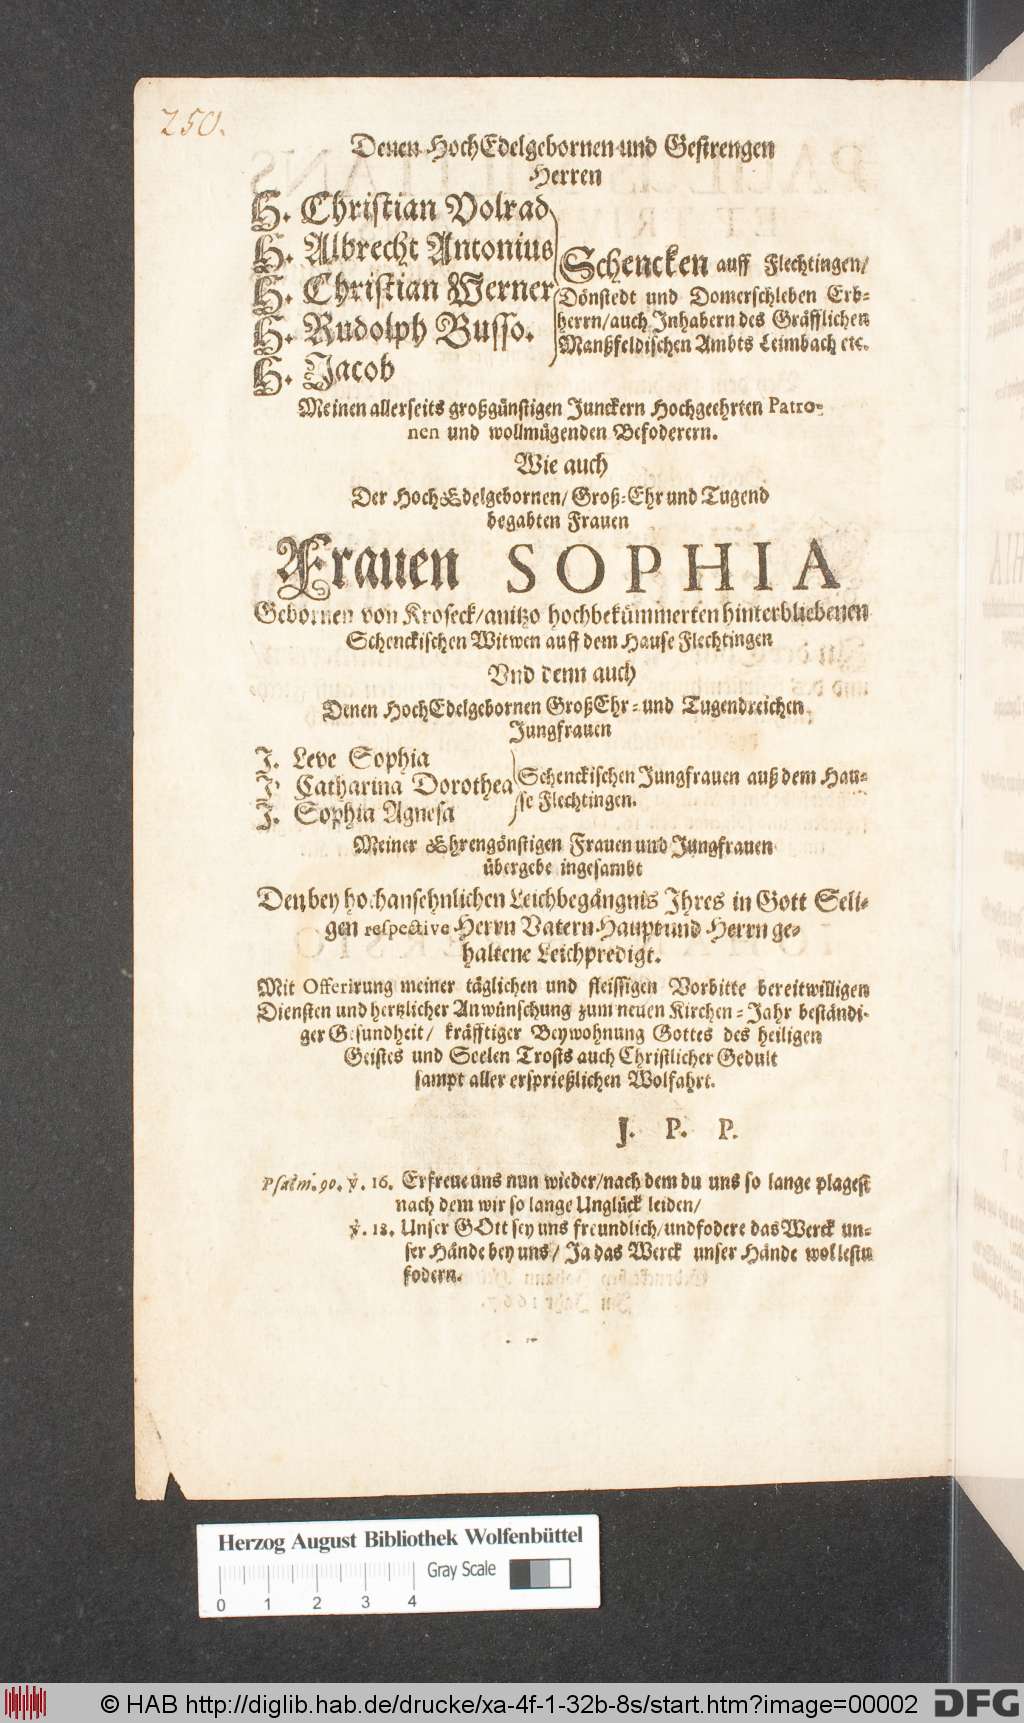 250.
Denen HochEdelgebornen und Gestrengen
Herren
H. Christian Volrad
H. Albrecht Antonius
H. Christian Werner
H. Rudolph Busso.
H. Jacob
Schencken auff Flechtingen/
Dönstedt und Domerschleben Erb-
herrn/auch Inhabern des Gräfflichen
Manßfeldischen Ambts Leimbach etc.
Meinen allerseits großgünstigen Junckern Hochgeehrten Patro-
nen und wollmügenden Befoderern.
Wie auch
Der HochEdelgebornen/ Groß-Ehr und Tugend
begabten Frauen
Frauen SOPHIA
Gebornen von Kroseck/anitzo hochbekümmerten hinterbliebenen
Schenckischen Witwen auff dem Hause Flechtingen
Vnd denn auch
Denen HochEdelgebornen GroßEhr- und Tugendreichen
Jungfrauen
J. Leve Sophia
J. Catharina Dorothea
J. Sophia Agnesa
Schenckischen Jungfrauen auß dem Hau-
se Flechtingen.
Meiner Ehrengönstigen Frauen und Jungfrauen
übergebe ingesambt
Den bey hochansehnlichen Leichbegängnis Ihres in Gott Seli-
gen respective Herrn Vatern Haupt und Herrn ge-
haltene Leichpredigt.
Mit Offerirung meiner täglichen und fleissigen Vorbitte bereitwilligen
Diensten und hertzlicher Anwünschung zum neuen Kirchen-Jahr beständi-
ger Gesundheit/ kräfftiger Beywohnung Gottes des heiligen
Geistes und Seelen Trosts auch Christlicher Gedult
sampt aller ersprießlichen Wolfahrt.
J. P. P.
Psalm. 90. ℣. 16. Erfreue uns nun wieder/nach dem du uns so lange plagest
nach dem wir so lange Unglück leiden/
℣. 18. Unser GOtt sey uns freundlich/und fodere das Werck un-
ser Hände bey uns/ Ja das Werck unser Hände wollestu
fodern.
Herzog August Bibliothek Wolfenbüttel
Gray Scale
0 1 2 3 4
© HAB http://diglib.hab.de/drucke/xa-4f-1-32b-8s/start.htm?image=00002
DFG